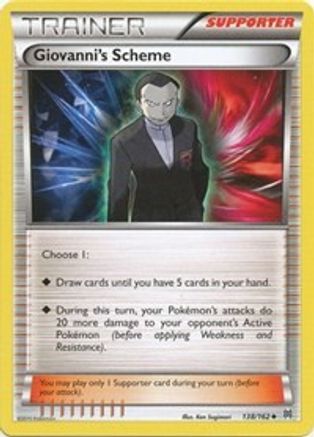 TRAINER SUPPORTER
Giovanni's Scheme
Choose 1:
◆ Draw cards until you have 5 cards in your hand.
◆ During this turn, your Pokémon's attacks do
20 more damage to your opponent's Active
Pokémon (before applying Weakness and
Resistance).
You may play only 1 Supporter card during your turn (before
your attack).
Illus. Ken Sugimori 138/162 ◆